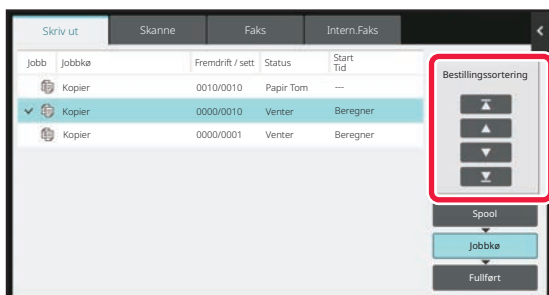 Skriv ut
Skanne
Faks
Intern.Faks
Jobb
Jobbkø
Fremdrift / sett
Status
Start
Tid
Kopier
0010/0010
Papir Tom
---
Kopier
0000/0010
Venter
Beregner
Kopier
0000/0001
Venter
Beregner
Bestillingssortering
Spool
Jobbkø
Fullført